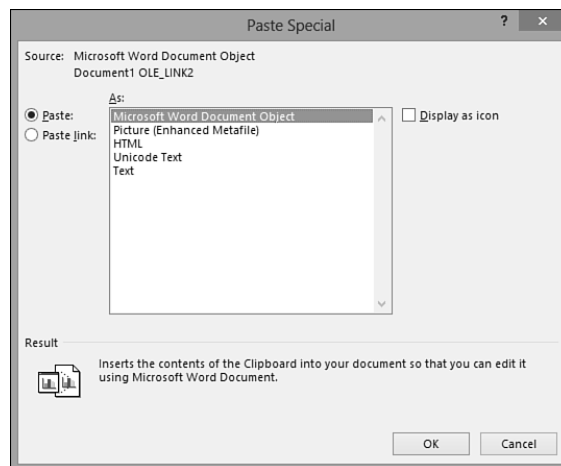 Paste Special
?
×
Source: Microsoft Word Document Object
Document1 OLE_LINK2
As:
Paste:
Paste link:
Microsoft Word Document Object
Picture (Enhanced Metafile)
HTML
Unicode Text
Text
Display as icon
Result
Inserts the contents of the Clipboard into your document so that you can edit it
using Microsoft Word Document.
OK
Cancel